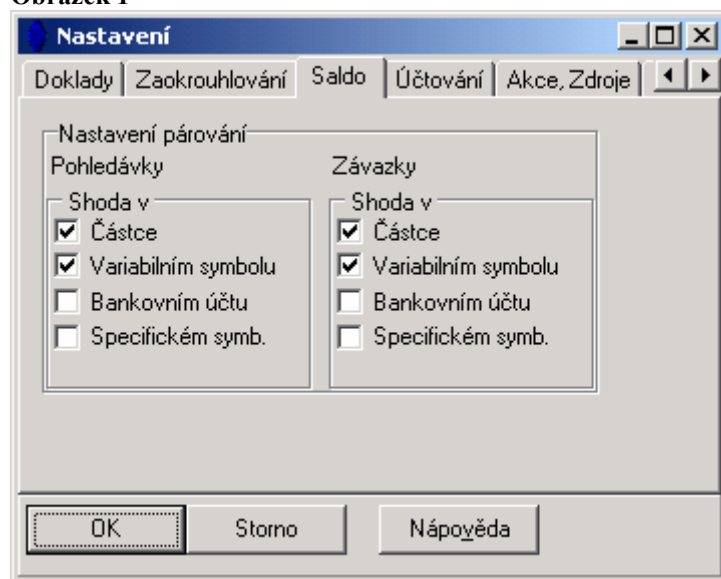 Obrázek 1
Nastavení
Doklady Zaokrouhlování Saldo Účtování Akce, Zdroje
Nastavení párování
Pohledávky Závazky
Shoda v Shoda v
Částce Částce
Variabilním symbolu Variabilním symbolu
Bankovním účtu Bankovním účtu
Specifickém symb. Specifickém symb.
OK Storno Nápověda